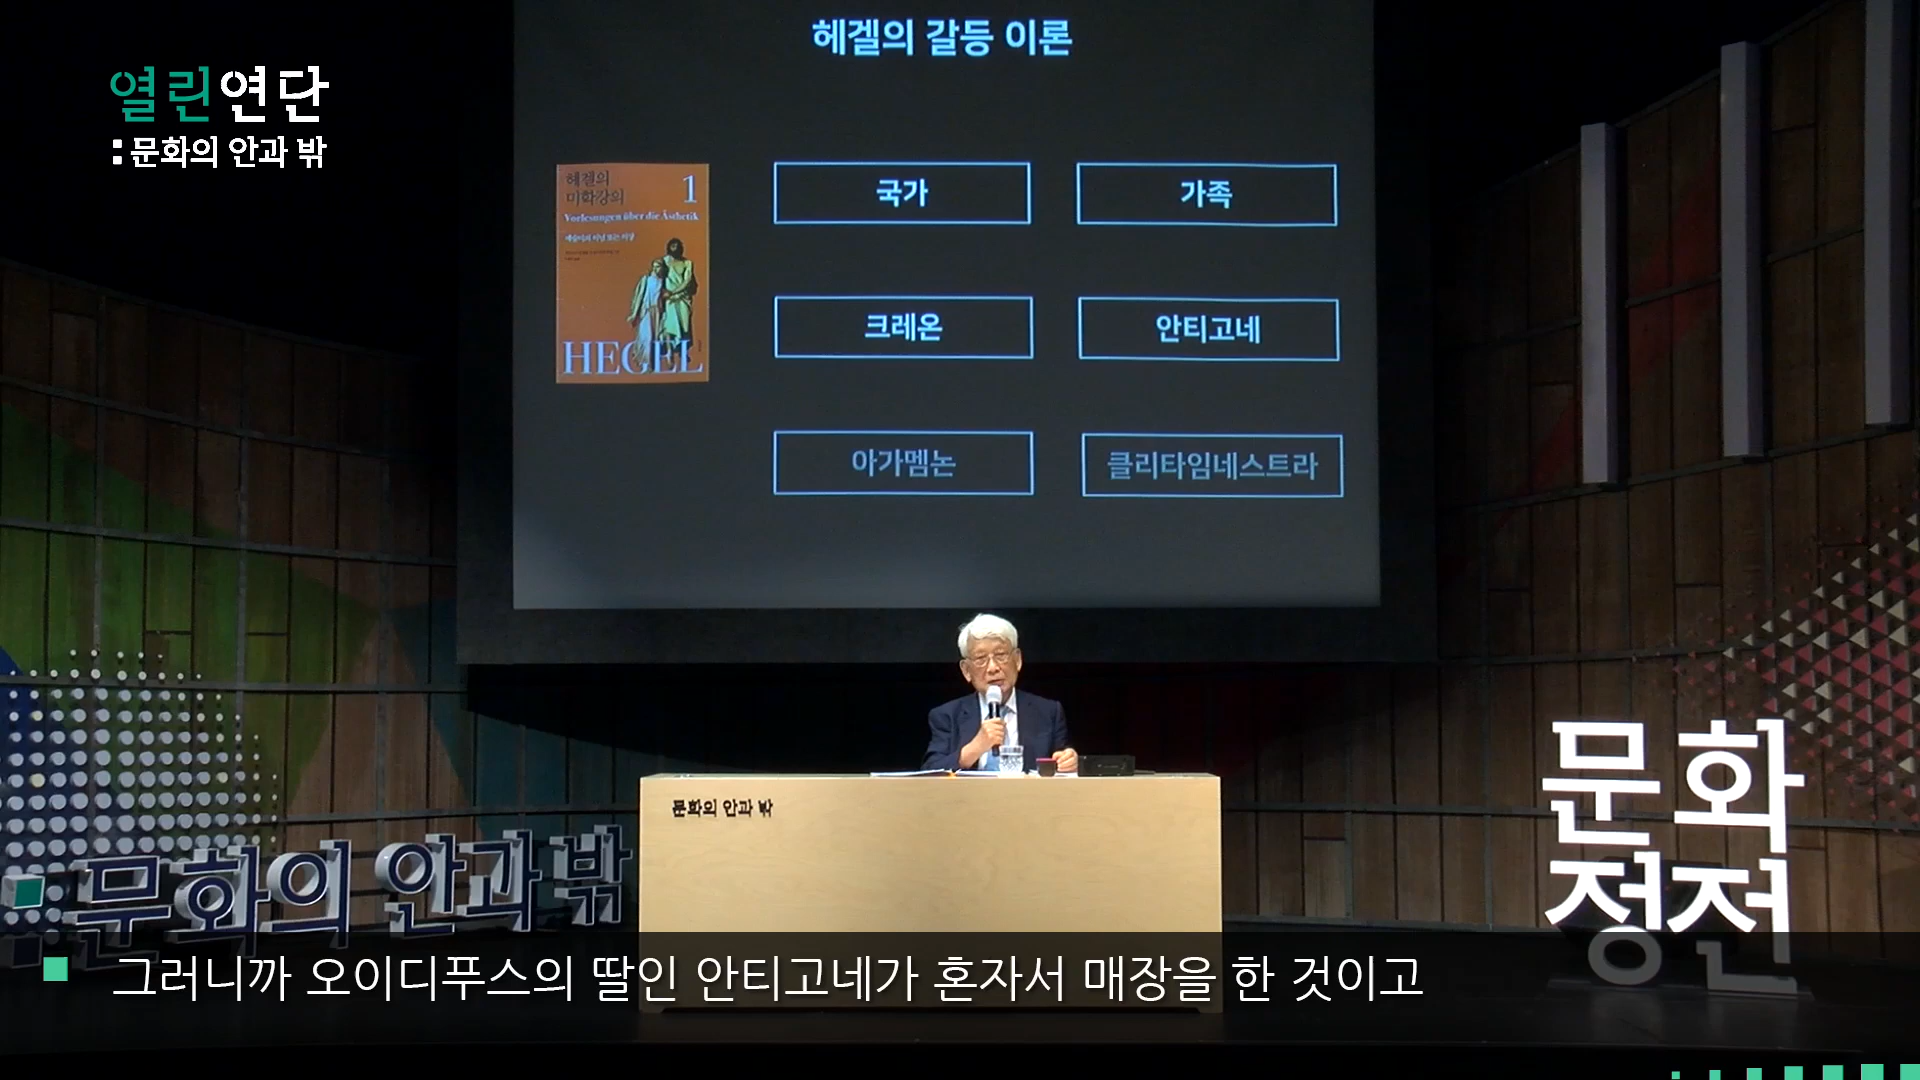 헤겔의 갈등 이론
열린연단
:문화의 안과 밖
헤겔의
미학강의
1
Vorlesungen über die Ästhetik
HEGEL
국가
가족
크레온
안티고네
아가멤논
클리타임네스트라
문화의 안과 밖
문화
정전
:문화의 안과 밖
그러니까 오이디푸스의 딸인 안티고네가 혼자서 매장을 한 것이고